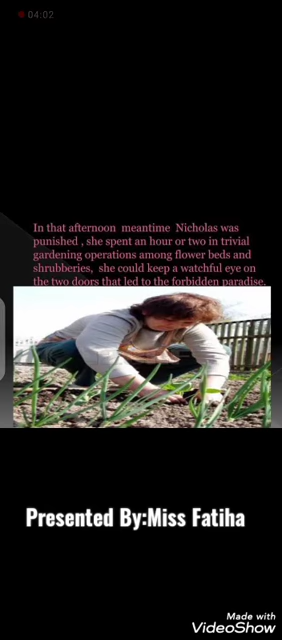 04:02
In that afternoon meantime Nicholas was
punished , she spent an hour or two in trivial
gardening operations among flower beds and
shrubberies, she could keep a watchful eye on
the two doors that led to the forbidden paradise.
Presented By:Miss Fatiha
Made with
VideoShow